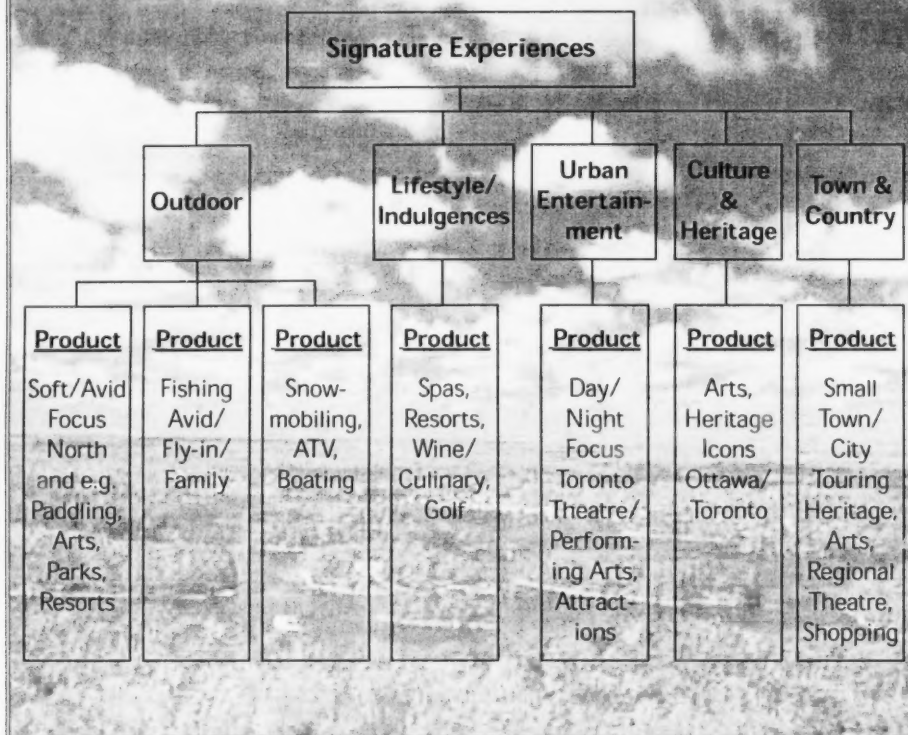 Signature Experiences
Outdoor
Lifestyle/
Indulgences
Urban
Entertain-
ment
Culture
&
Heritage
Town &
Country
Product
Soft/Avid
Focus
North
and e.g.
Paddling,
Arts,
Parks,
Resorts
Product
Fishing
Avid/
Fly-in/
Family
Product
Snow-
mobiling,
ATV,
Boating
Product
Spas,
Resorts,
Wine/
Culinary,
Golf
Product
Day/
Night
Focus
Toronto
Theatre/
Perform-
ing Arts,
Attract-
ions
Product
Arts,
Heritage
Icons
Ottawa/
Toronto
Product
Small
Town/
City
Touring
Heritage,
Arts,
Regional
Theatre,
Shopping